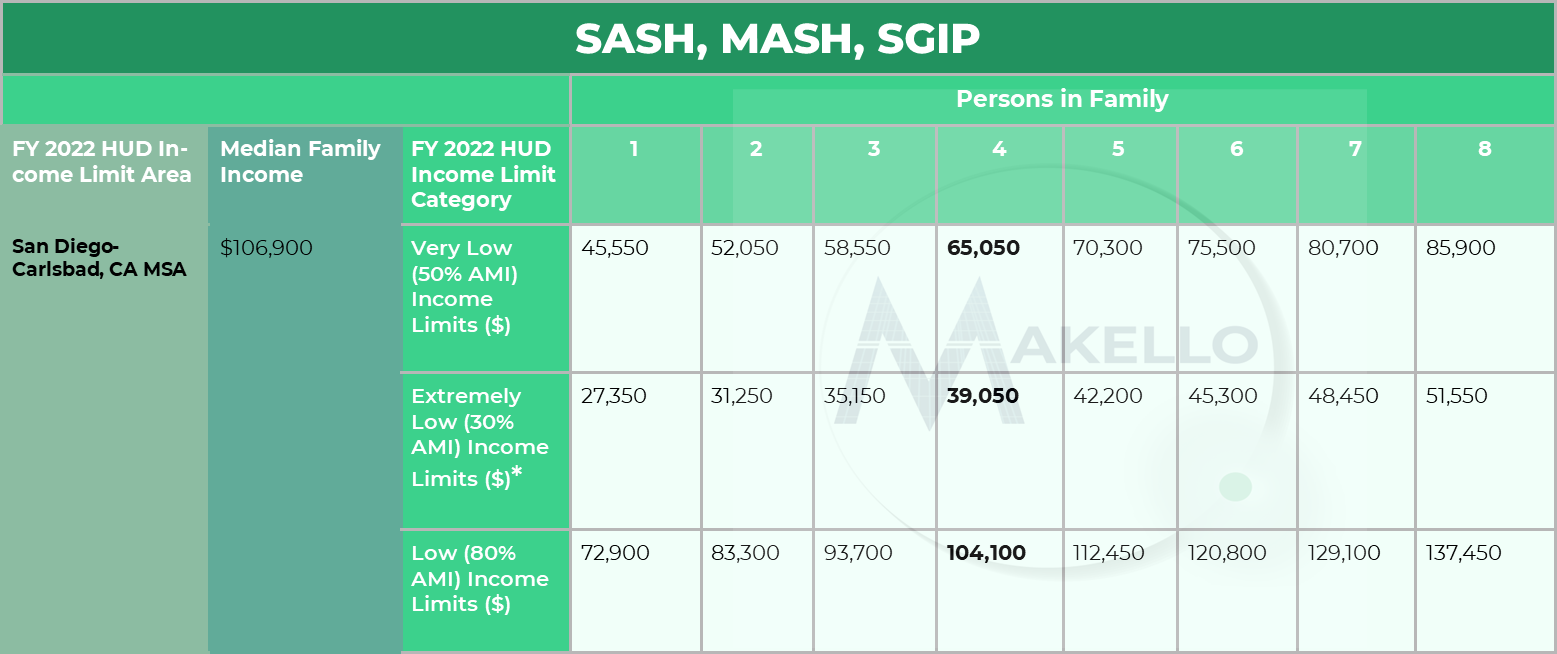 SASH, MASH, SGIP
Persons in Family
FY 2022 HUD In-
come Limit Area
Median Family
Income
FY 2022 HUD
Income Limit
Category
1 2 3 4 5 6 7 8
San Diego-
Carlsbad, CA MSA
$106,900
Very Low
(50% AMI)
Income
Limits ($)
45,550 52,050 58,550 65,050 70,300 75,500 80,700 85,900
Extremely
Low (30%
AMI) Income
Limits ($)*
27,350 31,250 35,150 39,050 42,200 45,300 48,450 51,550
Low (80%
AMI) Income
Limits ($)
72,900 83,300 93,700 104,100 112,450 120,800 129,100 137,450
MAKELLO